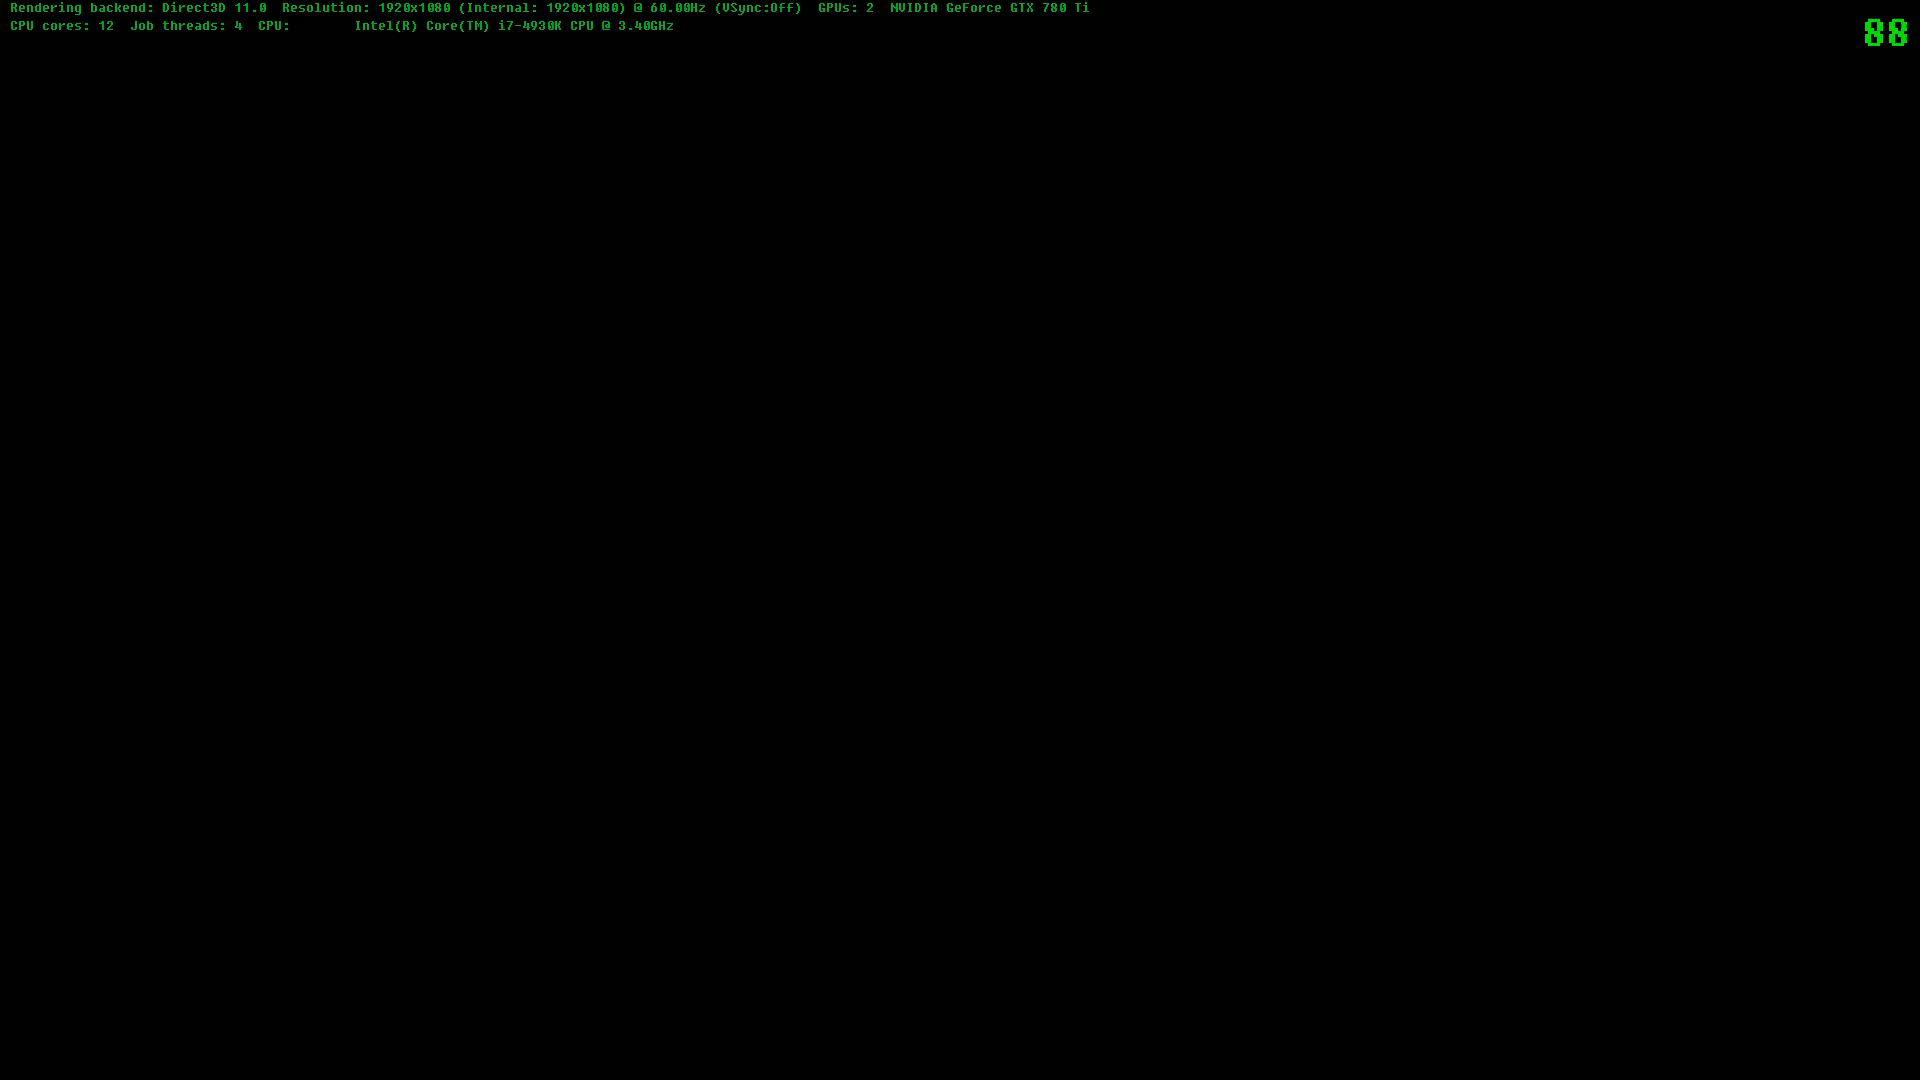 Rendering backend: Direct3D 11.0  Resolution: 1920x1080 (Internal: 1920x1080) @ 60.00Hz (VSync:Off)  GPUs: 2  NVIDIA GeForce GTX 780 Ti
CPU cores: 12  Job threads: 4  CPU:        Intel(R) Core(TM) i7-4930K CPU @ 3.40GHz
88